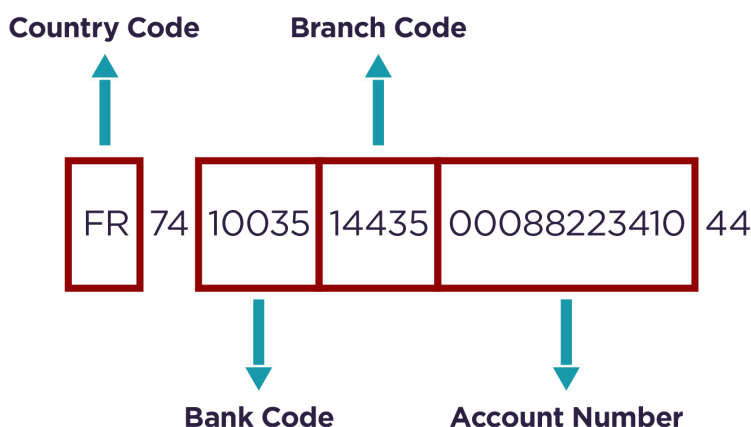 Country Code Branch Code
FR 74 10035 14435 00088223410 44
Bank Code Account Number